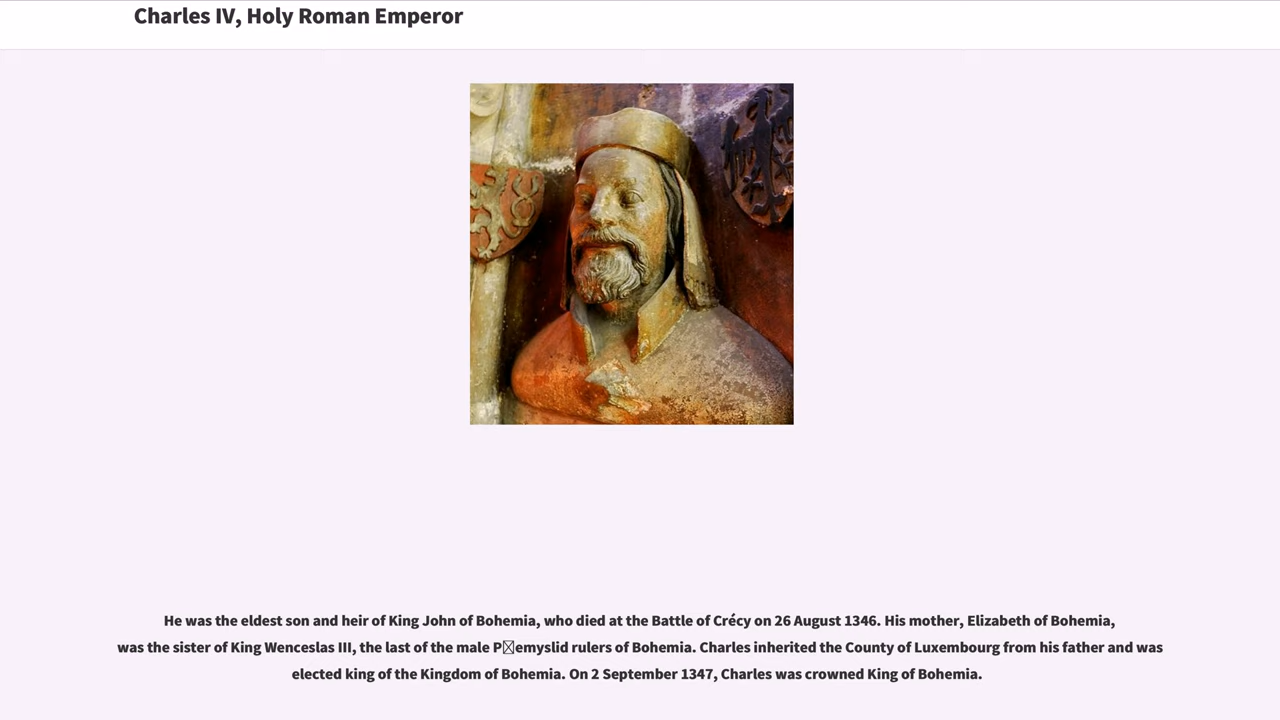 Charles IV, Holy Roman Emperor
He was the eldest son and heir of King John of Bohemia, who died at the Battle of Crécy on 26 August 1346. His mother, Elizabeth of Bohemia,
was the sister of King Wenceslas III, the last of the male P□emyslid rulers of Bohemia. Charles inherited the County of Luxembourg from his father and was
elected king of the Kingdom of Bohemia. On 2 September 1347, Charles was crowned King of Bohemia.